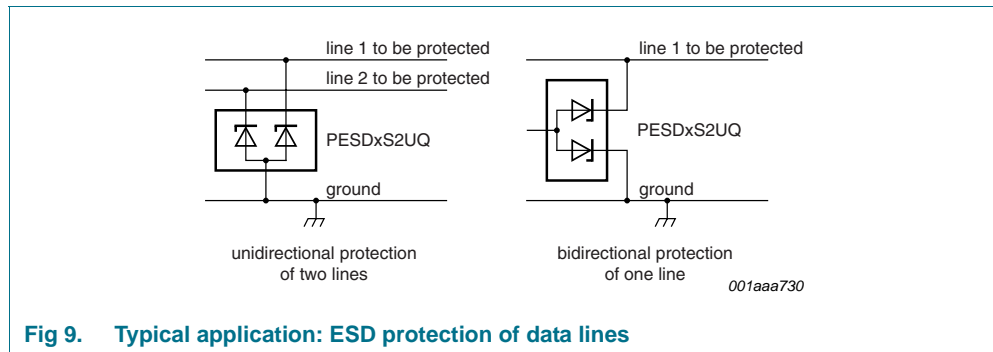 line 1 to be protected
line 2 to be protected
PESDxS2UQ
ground
unidirectional protection
of two lines
line 1 to be protected
PESDxS2UQ
ground
bidirectional protection
of one line
001aaa730
Fig 9. Typical application: ESD protection of data lines